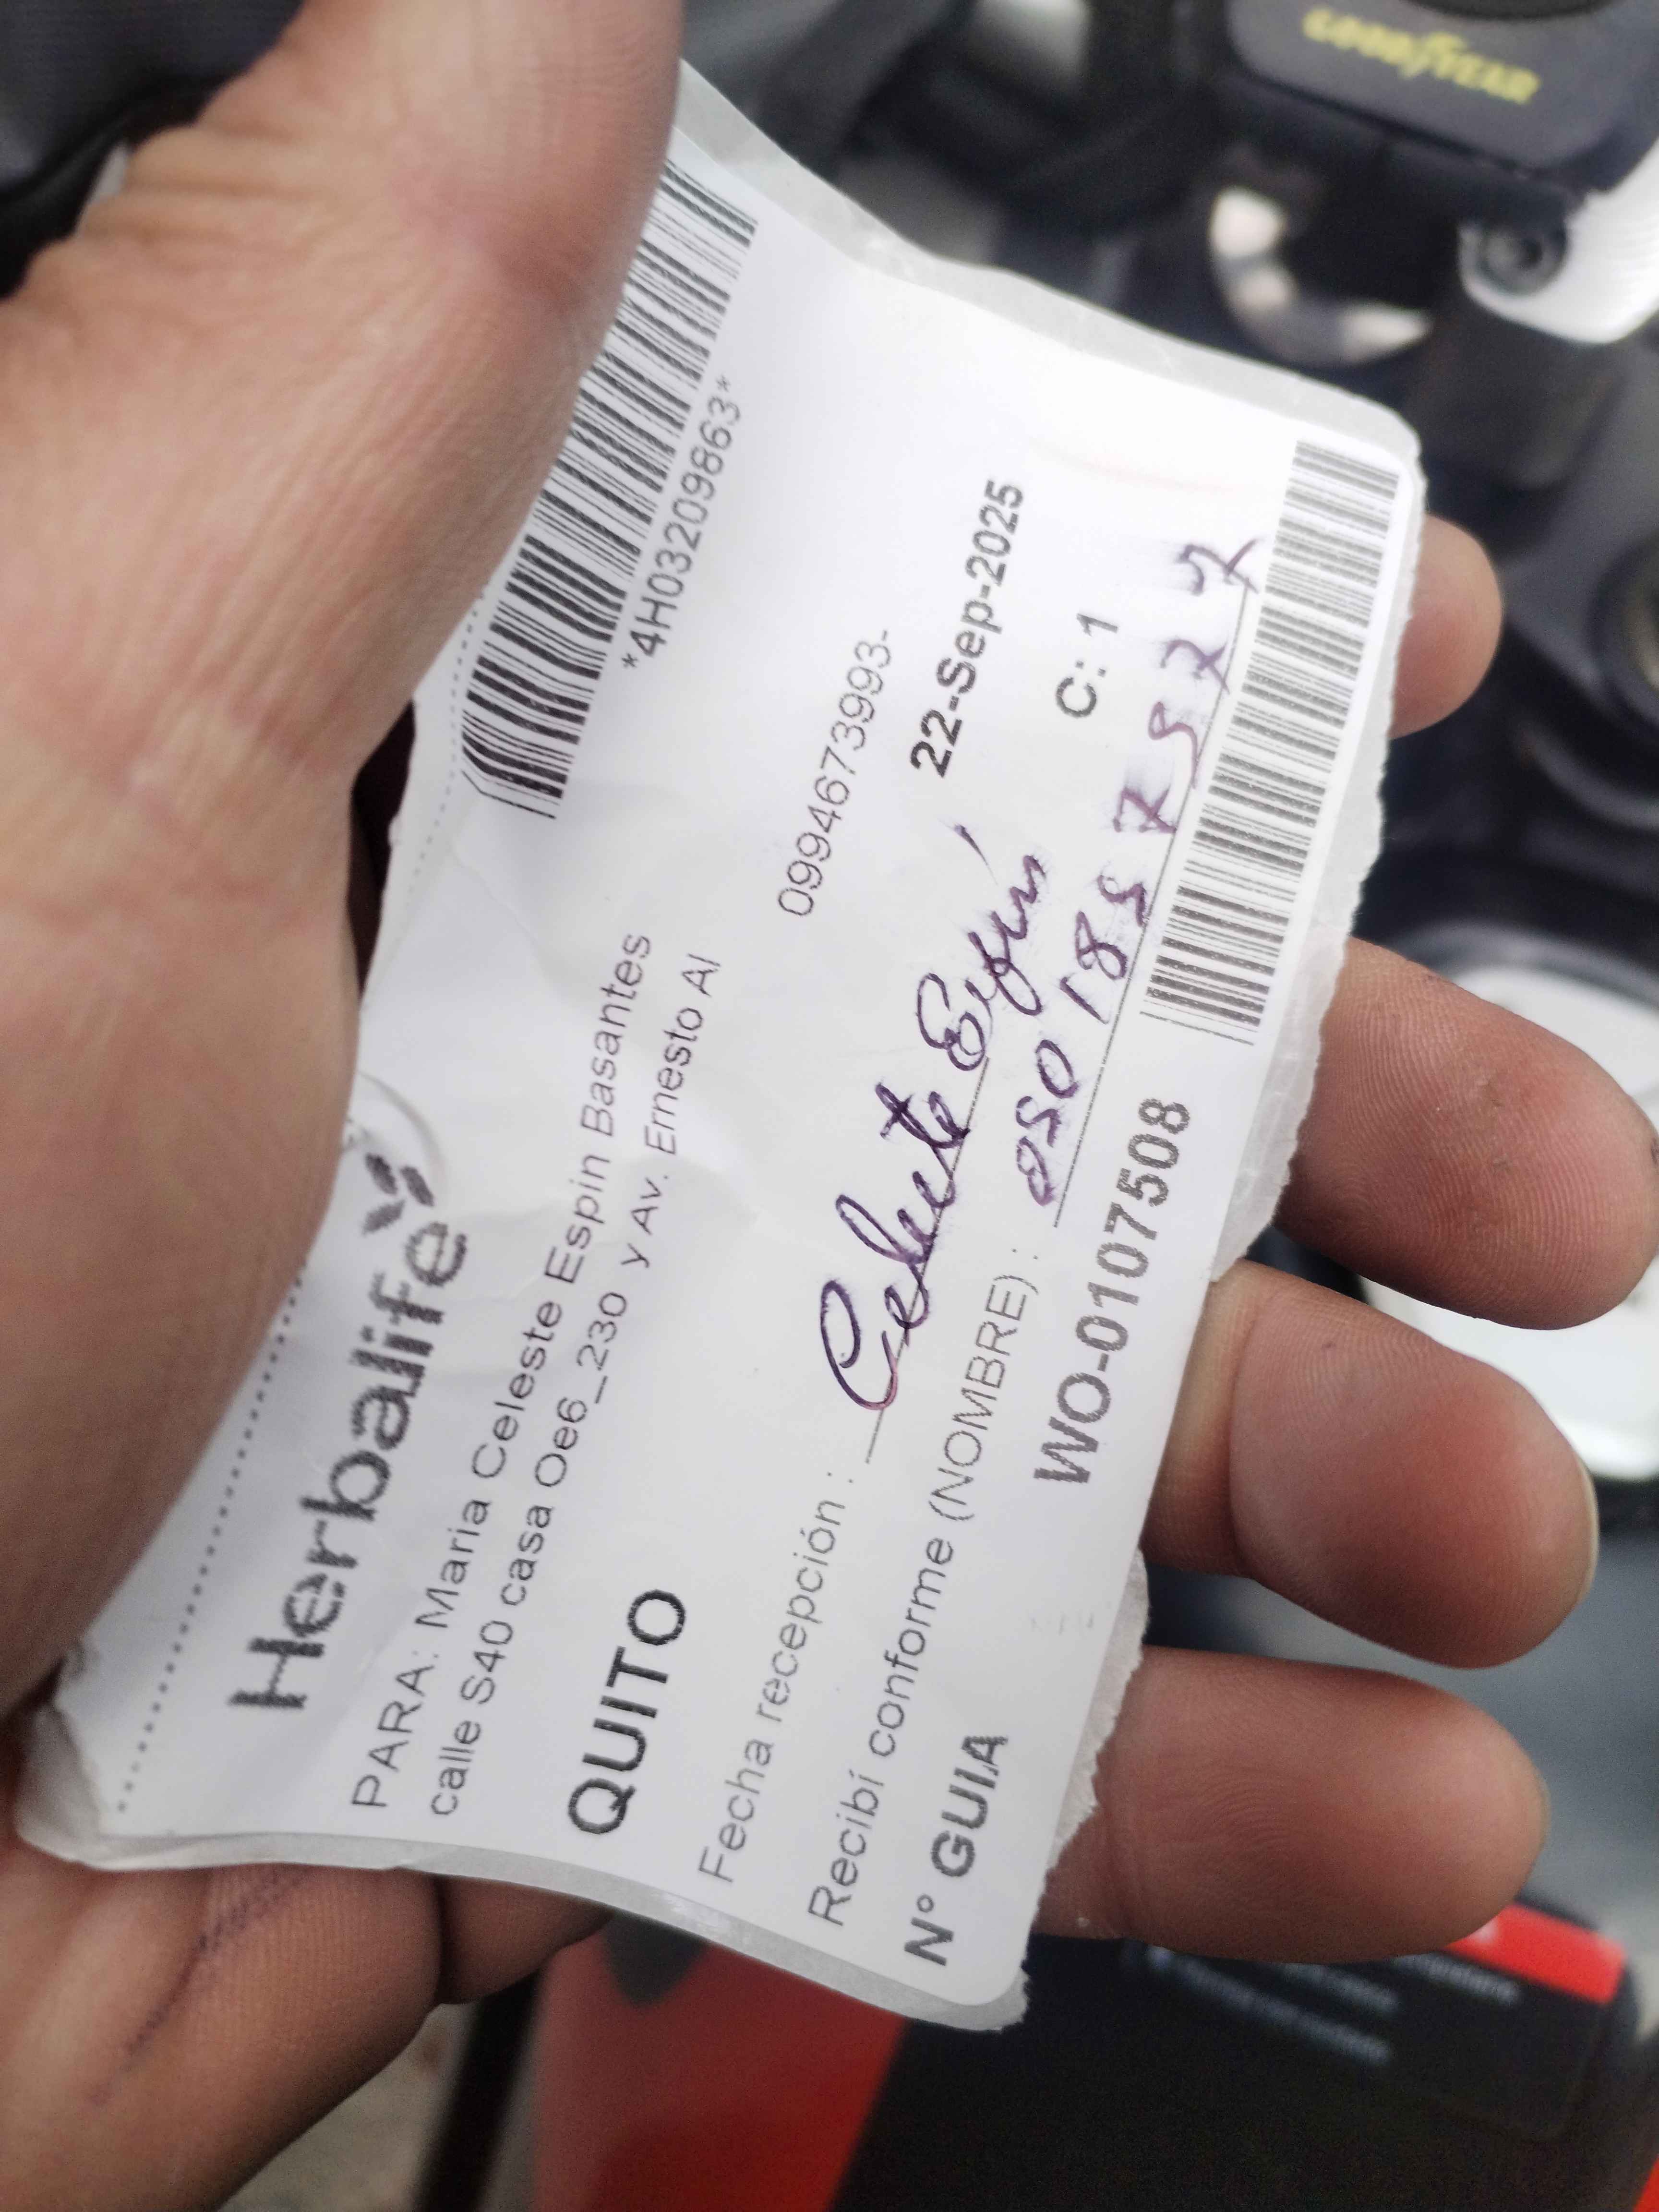 Herbalife
*4H03209863*
PARA: Maria Celeste Espin Basantes
calle S40 casa Oe6_230 y Av. Ernesto Al
QUITO
0994673993-
Fecha recepción :
22-Sep-2025
Celeste Espín
Recibí conforme (NOMBRE) :
C: 1
N° GUIA
WO-0107508
GOODYEAR